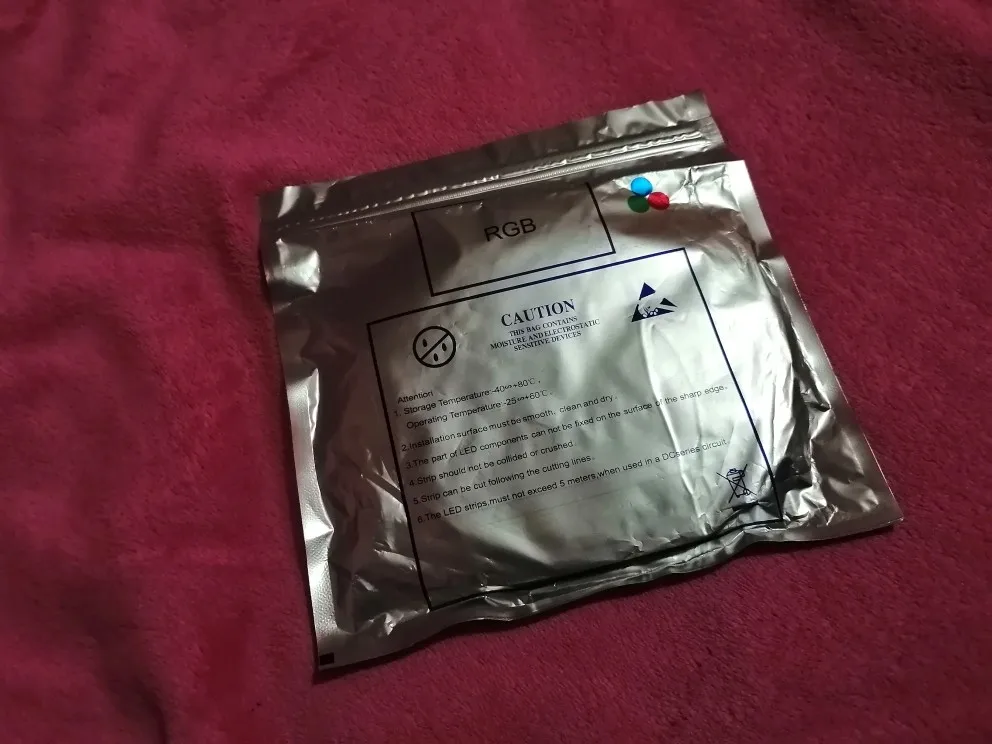 RGB
CAUTION
THIS BAG CONTAINS
MOISTURE AND ELECTROSTATIC
SENSITIVE DEVICES
Attention:
1. Storage Temperature:-40∽+80℃。
Operating Temperature:-25∽+60℃。
2.Installation surface must be smooth, clean and dry。
3.The part of LED components can not be fixed on the surface of the sharp edge。
4.Strip should not be collided or crushed.
5.Strip can be cut following the cutting lines。
6.The LED strips,must not exceed 5 meters,when used in a DCseries circuit.